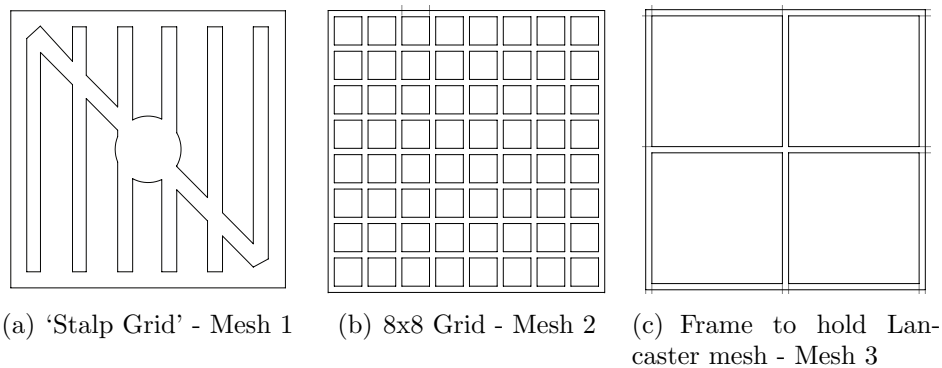 (a) ‘Stalp Grid’ - Mesh 1
(b) 8x8 Grid - Mesh 2
(c) Frame to hold Lan-
caster mesh - Mesh 3